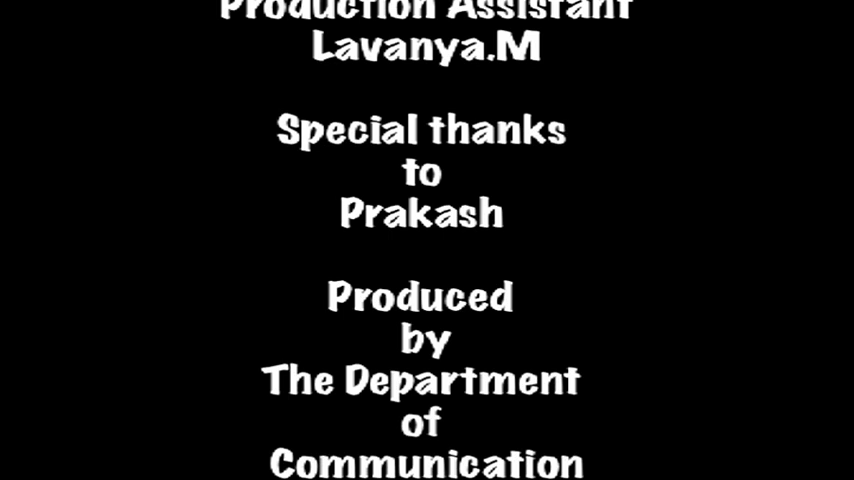 Production Assistant
Lavanya.M
Special thanks
to
Prakash
Produced
by
The Department
of
Communication